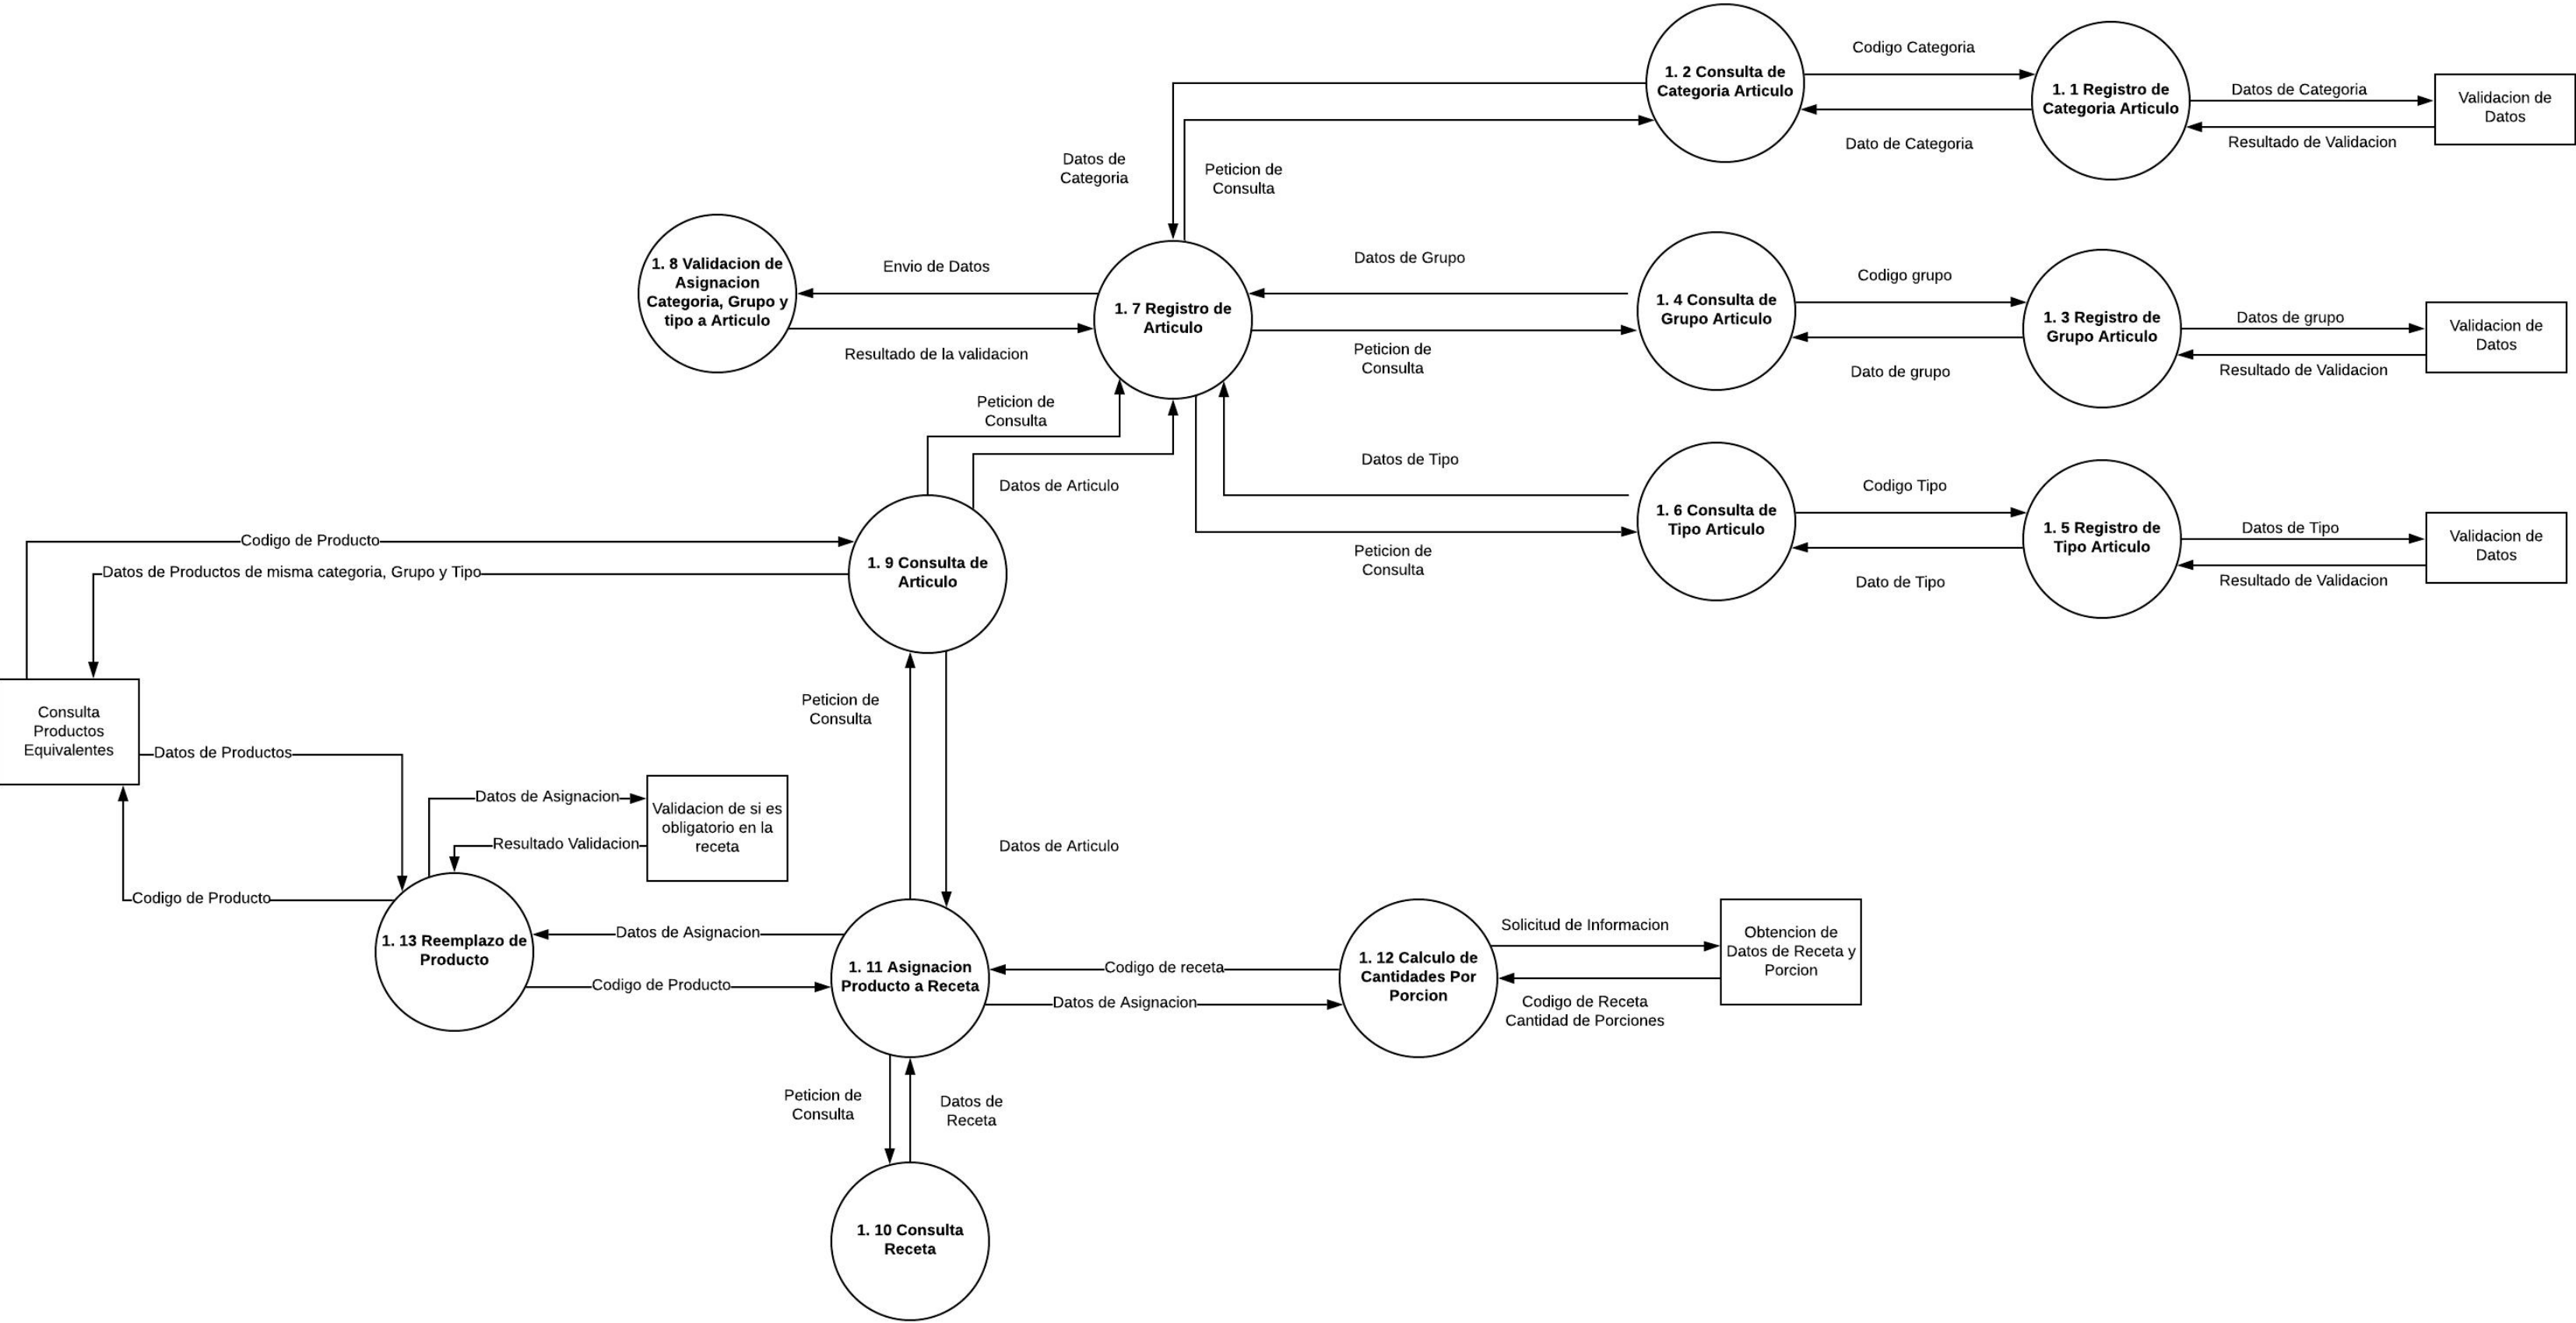 1. 2 Consulta de
Categoria Articulo
Codigo Categoria
Dato de Categoria
1. 1 Registro de
Categoria Articulo
Datos de Categoria
Resultado de Validacion
Validacion de
Datos
Datos de
Categoria
Peticion de
Consulta
1. 8 Validacion de
Asignacion
Categoria, Grupo y
tipo a Articulo
Envio de Datos
Resultado de la validacion
1. 7 Registro de
Articulo
Datos de Grupo
Peticion de
Consulta
1. 4 Consulta de
Grupo Articulo
Codigo grupo
Dato de grupo
1. 3 Registro de
Grupo Articulo
Datos de grupo
Resultado de Validacion
Validacion de
Datos
Peticion de
Consulta
Datos de Articulo
Datos de Tipo
Peticion de
Consulta
1. 6 Consulta de
Tipo Articulo
Codigo Tipo
Dato de Tipo
1. 5 Registro de
Tipo Articulo
Datos de Tipo
Resultado de Validacion
Validacion de
Datos
Codigo de Producto
Datos de Productos de misma categoria, Grupo y Tipo
1. 9 Consulta de
Articulo
Consulta
Productos
Equivalentes
Datos de Productos
Codigo de Producto
Datos de Asignacion
Resultado Validacion
Validacion de si es
obligatorio en la
receta
Peticion de
Consulta
Datos de Articulo
1. 13 Reemplazo de
Producto
Datos de Asignacion
Codigo de Producto
1. 11 Asignacion
Producto a Receta
Codigo de receta
Datos de Asignacion
1. 12 Calculo de
Cantidades Por
Porcion
Solicitud de Informacion
Codigo de Receta
Cantidad de Porciones
Obtencion de
Datos de Receta y
Porcion
Peticion de
Consulta
Datos de
Receta
1. 10 Consulta
Receta